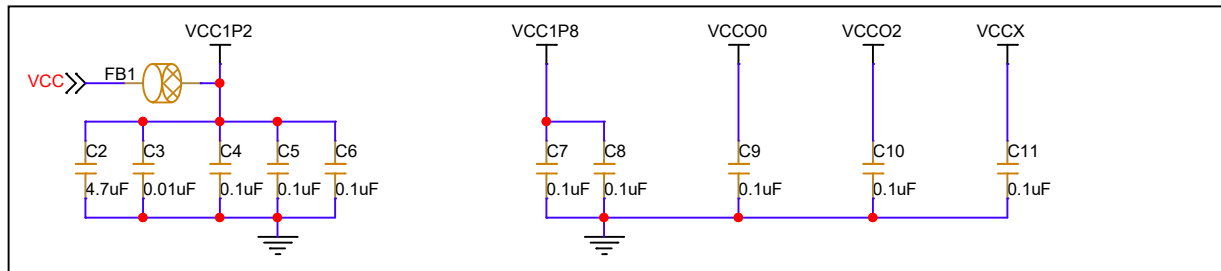 VCC1P2 VCC1P8 VCCO0 VCCO2 VCCX
VCC FB1
C2 C3 C4 C5 C6 C7 C8 C9 C10 C11
4.7uF 0.01uF 0.1uF 0.1uF 0.1uF 0.1uF 0.1uF 0.1uF 0.1uF 0.1uF